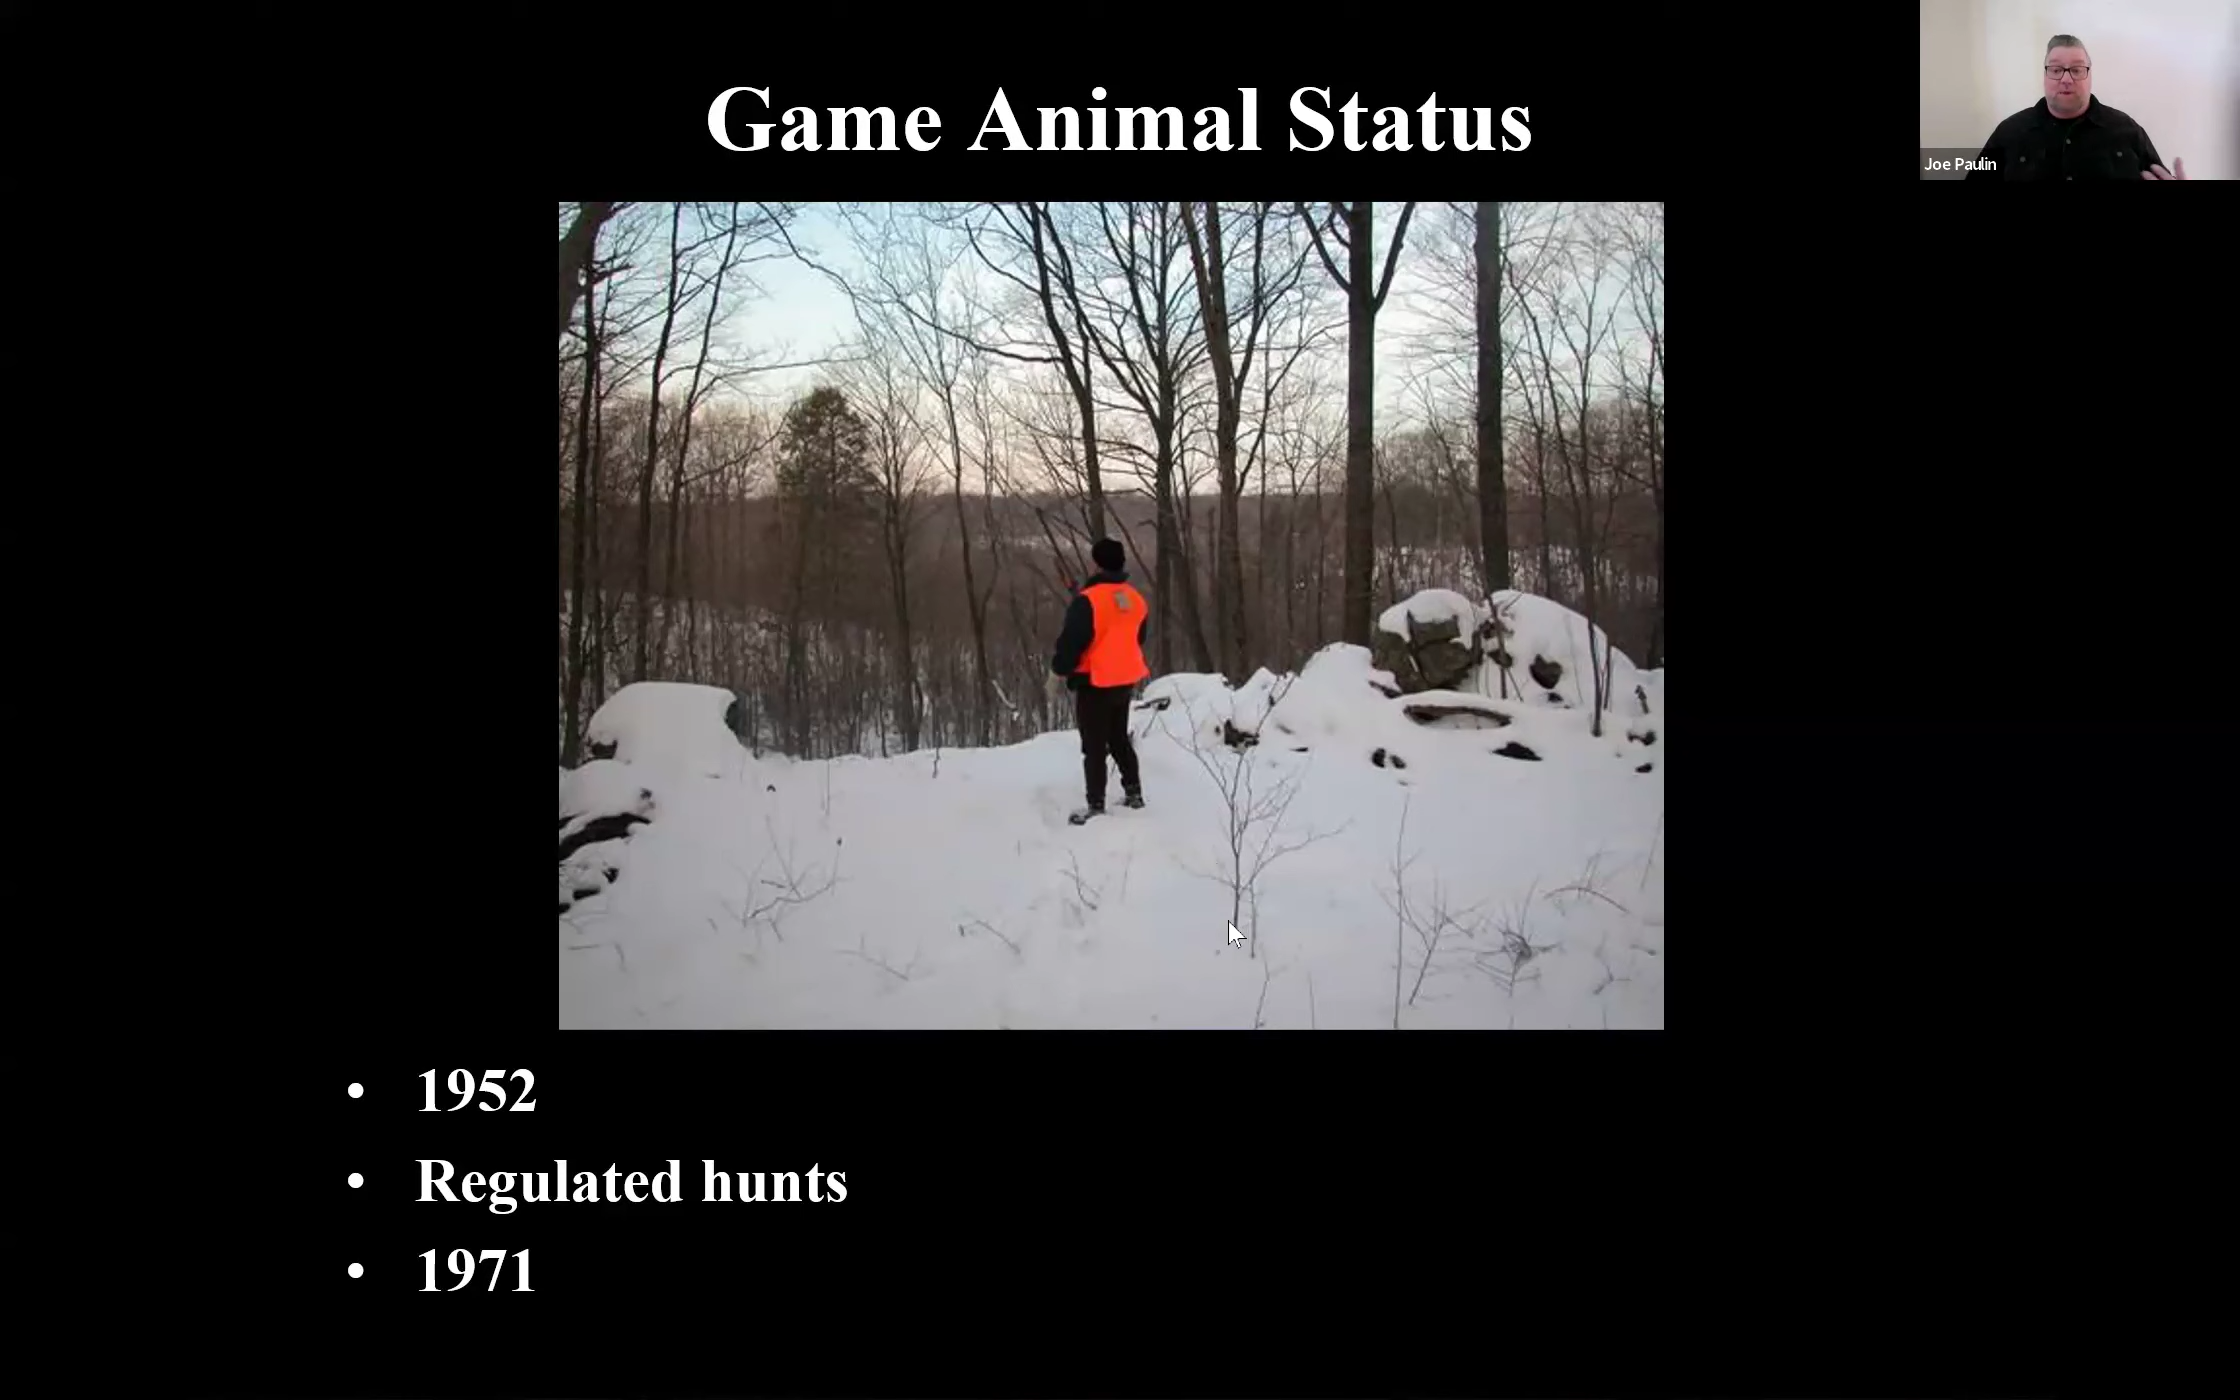 Game Animal Status
Joe Paulin
• 1952
• Regulated hunts
• 1971